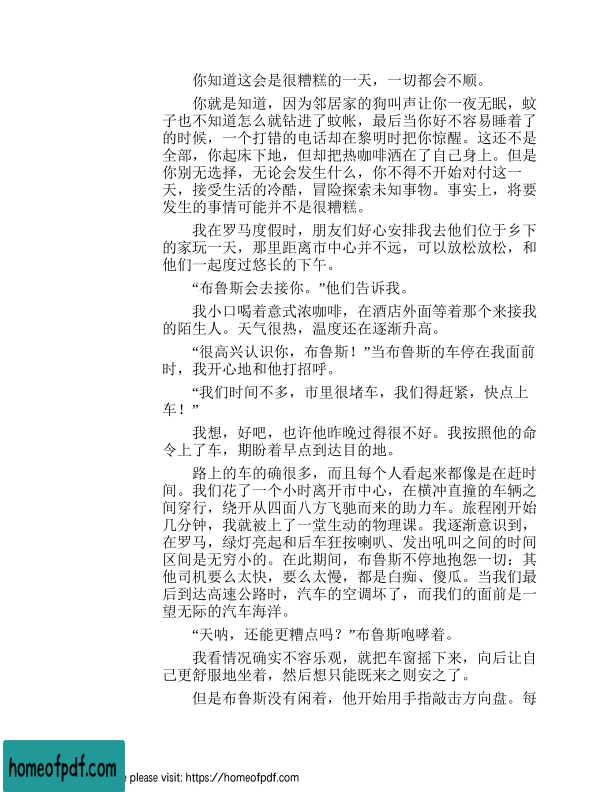 你知道这会是很糟糕的一天，一切都会不顺。
你就是知道，因为邻居家的狗叫声让你一夜无眠，蚊
子也不知道怎么就钻进了蚊帐，最后当你好不容易睡着了
的时候，一个打错的电话却在黎明时把你惊醒。这还不是
全部，你起床下地，但却把热咖啡洒在了自己身上。但是
你别无选择，无论会发生什么，你不得不开始对付这一
天，接受生活的冷酷，冒险探索未知事物。事实上，将要
发生的事情可能并不是很糟糕。
我在罗马度假时，朋友们好心安排我去他们位于乡下
的家玩一天，那里距离市中心并不远，可以放松放松，和
他们一起度过悠长的下午。
“布鲁斯会去接你。”他们告诉我。
我小口喝着意式浓咖啡，在酒店外面等着那个来接我
的陌生人。天气很热，温度还在逐渐升高。
“很高兴认识你，布鲁斯！”当布鲁斯的车停在我面前
时，我开心地和他打招呼。
“我们时间不多，市里很堵车，我们得赶紧，快点上
车！”
我想，好吧，也许他昨晚过得很不好。我按照他的命
令上了车，期盼着早点到达目的地。
路上的车的确很多，而且每个人看起来都像是在赶时
间。我们花了一个小时离开市中心，在横冲直撞的车辆之
间穿行，绕开从四面八方飞驰而来的助力车。旅程刚开始
几分钟，我就被上了一堂生动的物理课。我逐渐意识到，
在罗马，绿灯亮起和后车狂按喇叭、发出吼叫之间的时间
区间是无穷小的。在此期间，布鲁斯不停地抱怨一切：其
他司机要么太快，要么太慢，都是白痴、傻瓜。当我们最
后到达高速公路时，汽车的空调坏了，而我们的面前是一
望无际的汽车海洋。
“天呐，还能更糟点吗？”布鲁斯咆哮着。
我看情况确实不容乐观，就把车窗摇下来，向后让自
己更舒服地坐着，然后想只能既来之则安之了。
但是布鲁斯没有闲着，他开始用手指敲击方向盘。每
homeofpdf.com
e please visit: https://homeofpdf.com